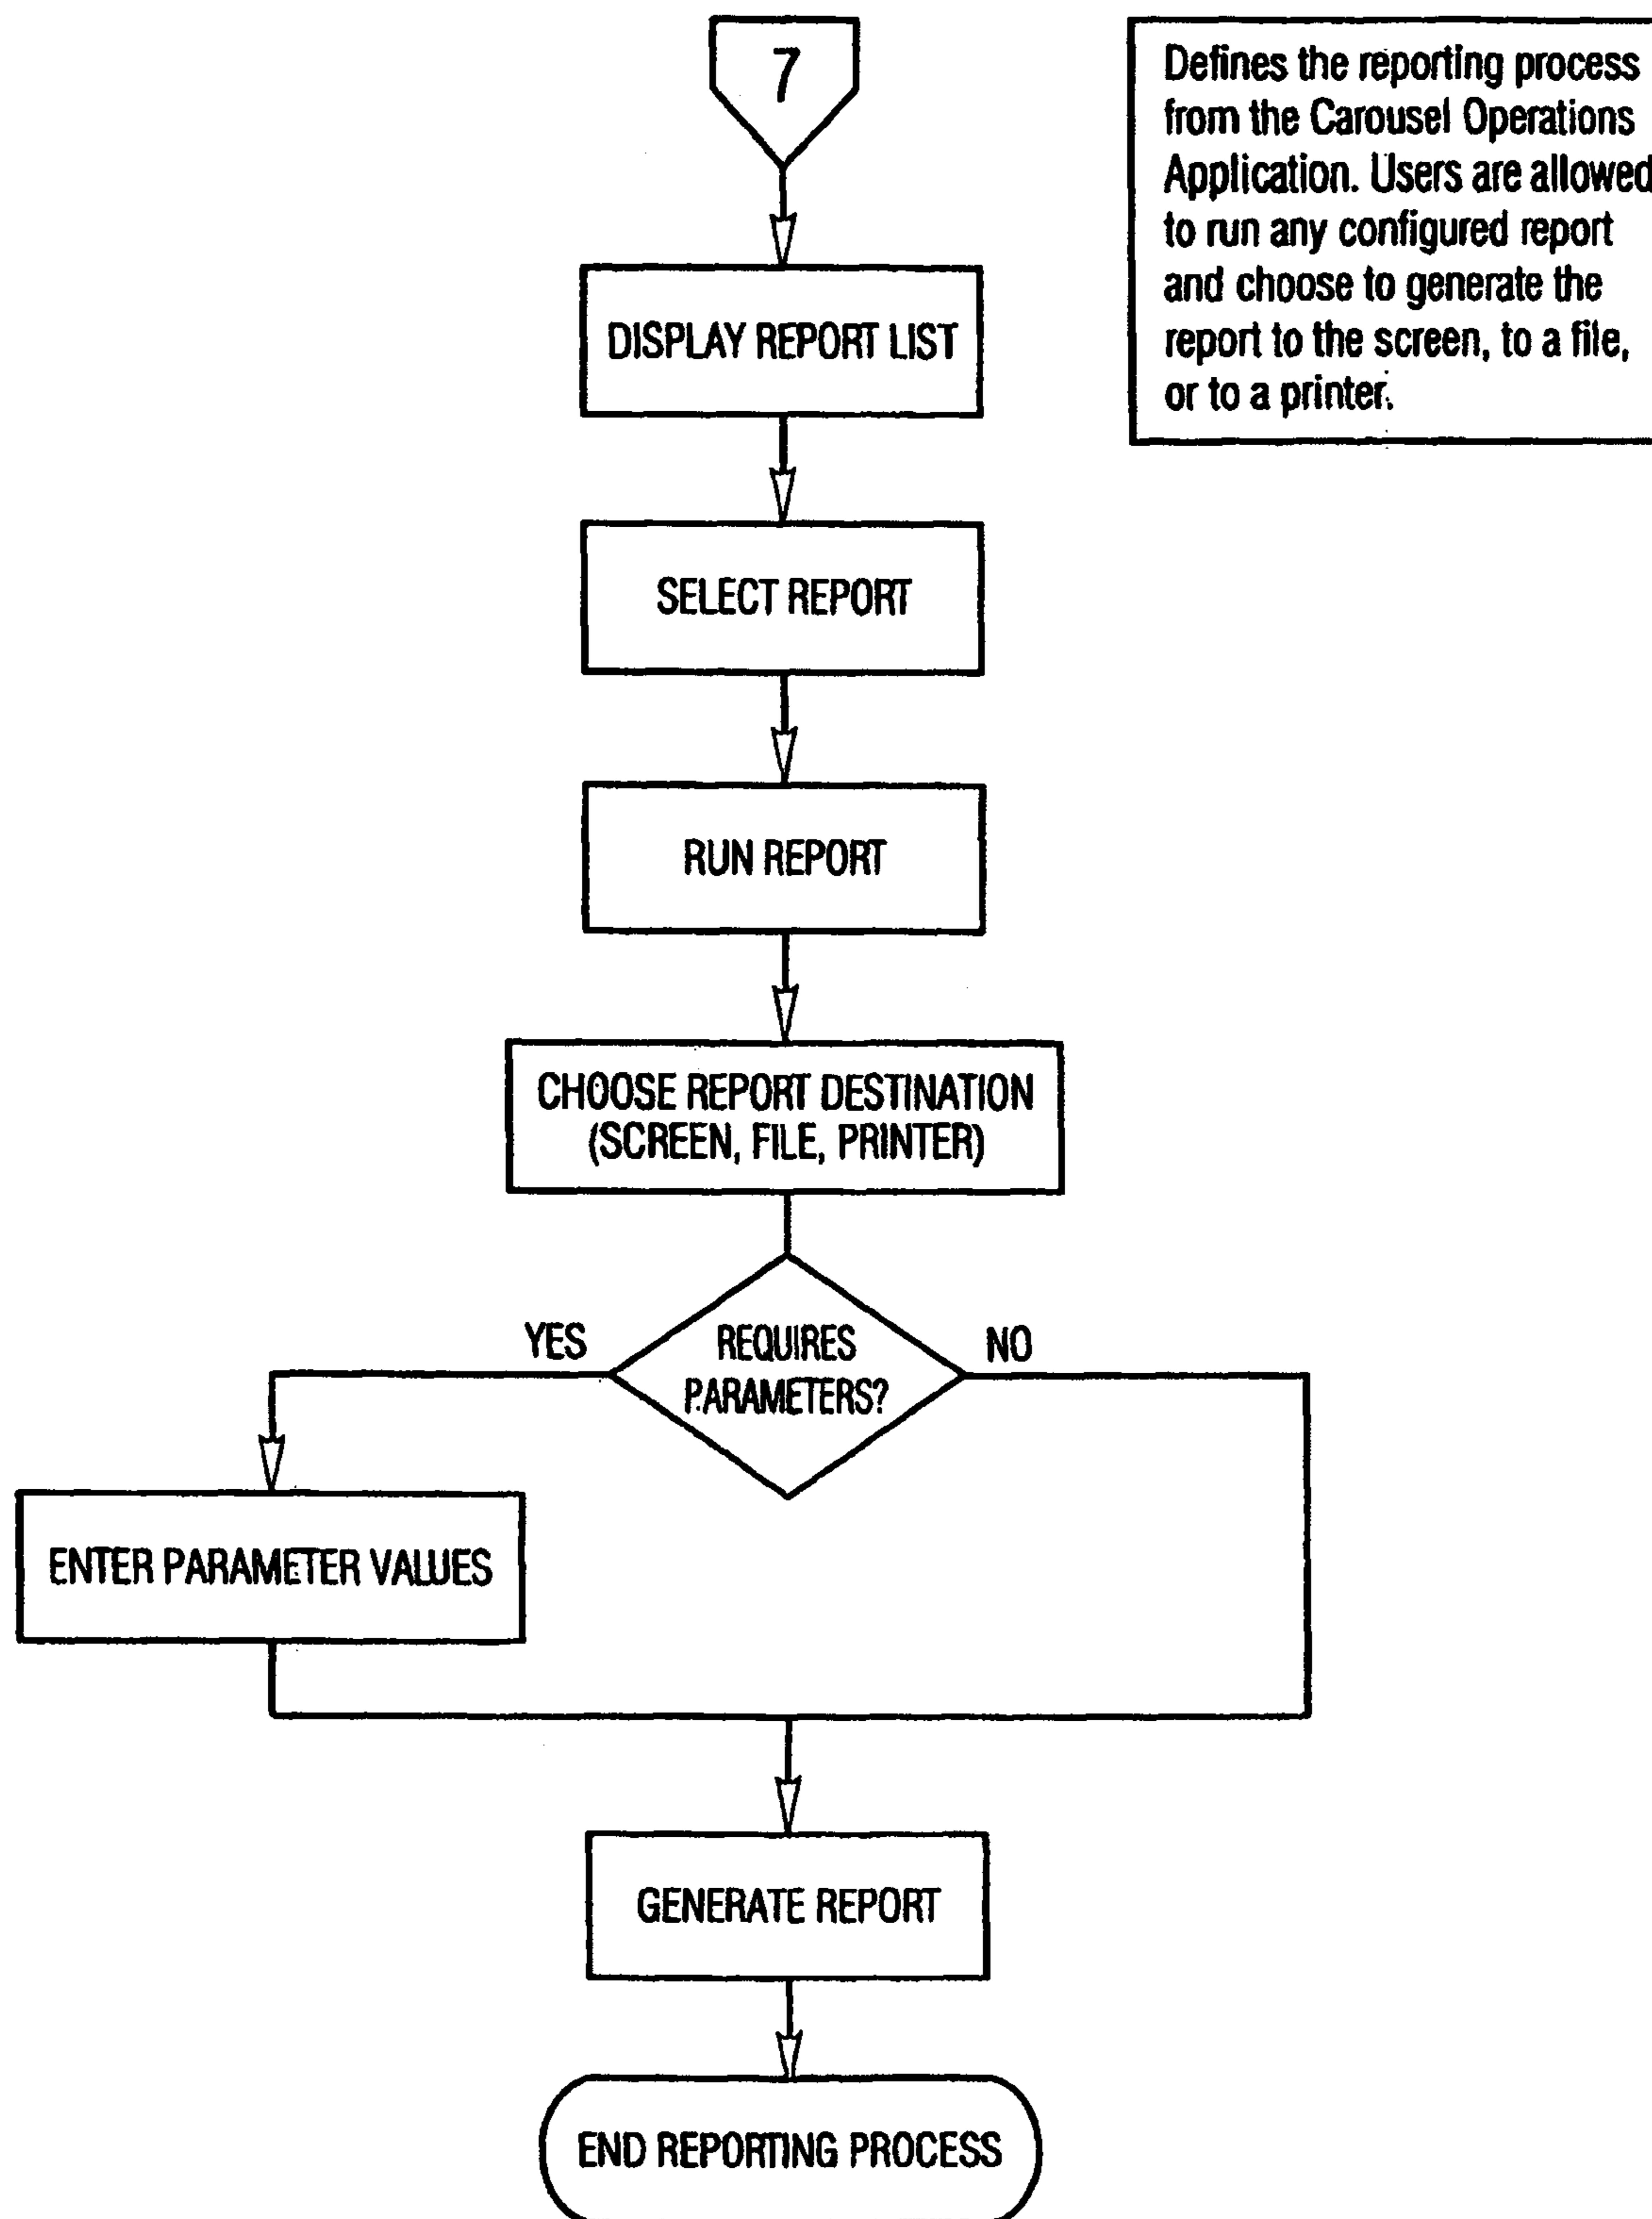 7
Defines the reporting process
from the Carousel Operations
Application. Users are allowed
to run any configured report
and choose to generate the
report to the screen, to a file,
or to a printer.
DISPLAY REPORT LIST
SELECT REPORT
RUN REPORT
CHOOSE REPORT DESTINATION
(SCREEN, FILE, PRINTER)
YES
REQUIRES
PARAMETERS?
NO
ENTER PARAMETER VALUES
GENERATE REPORT
END REPORTING PROCESS